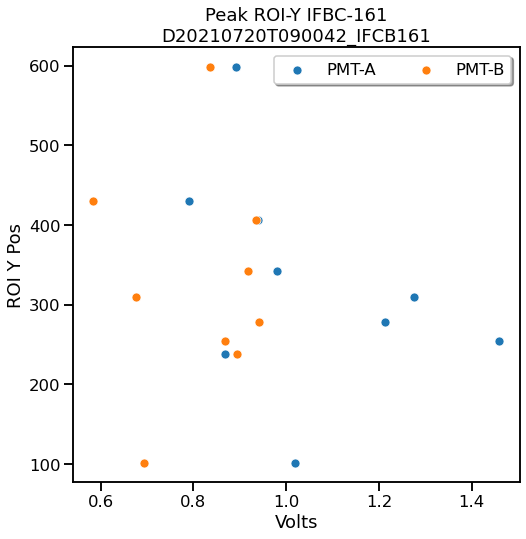 Peak ROI-Y IFBC-161
D20210720T090042_IFCB161
PMT-A PMT-B
600
500
400
300
200
100
ROI Y Pos
0.6 0.8 1.0 1.2 1.4
Volts